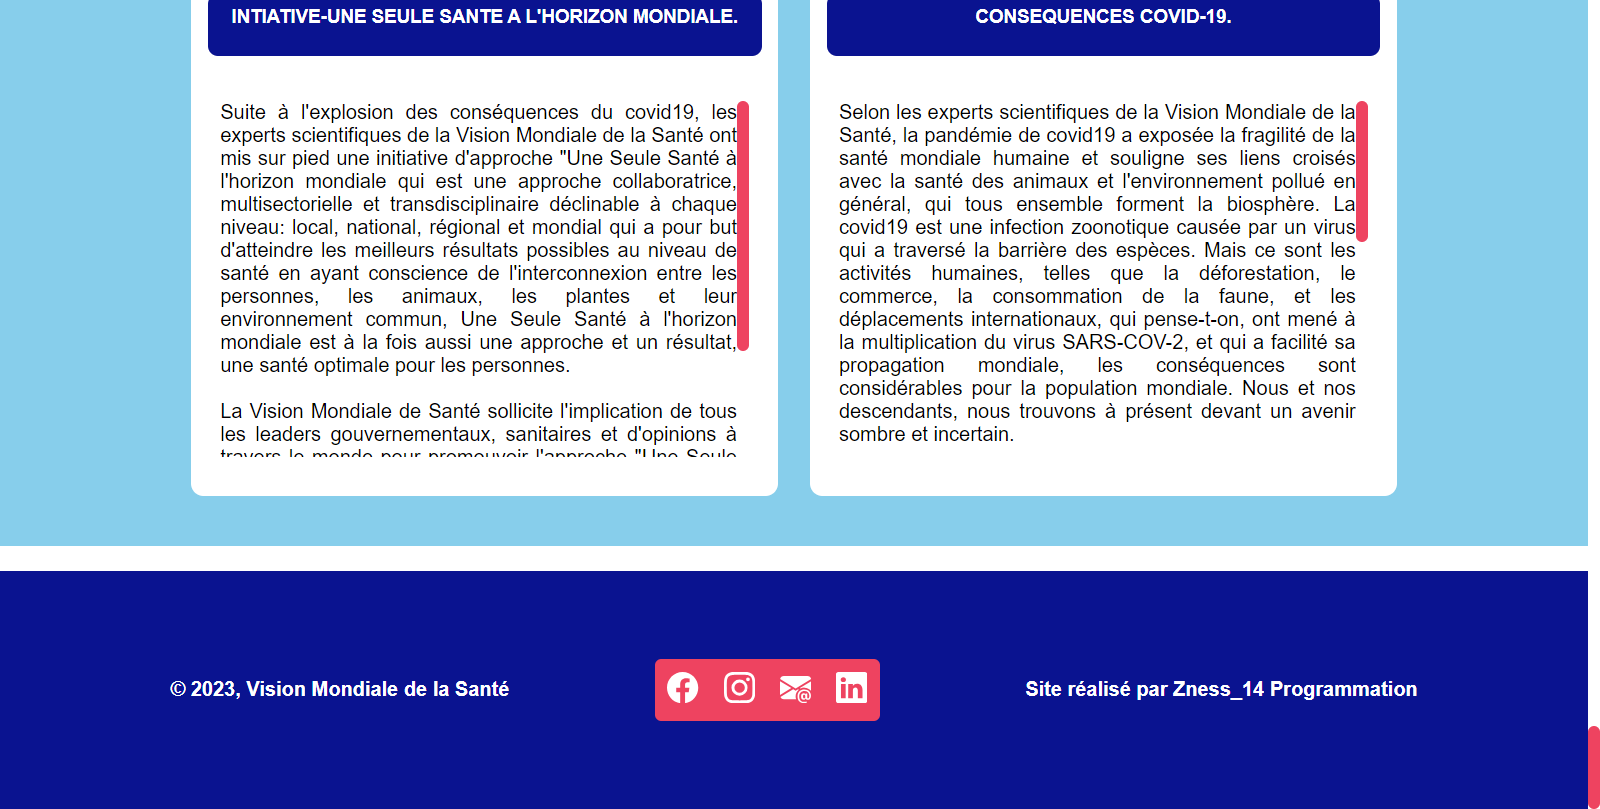 INTIATIVE-UNE SEULE SANTE A L'HORIZON MONDIALE.
Suite à l'explosion des conséquences du covid19, les
experts scientifiques de la Vision Mondiale de la Santé ont
mis sur pied une initiative d'approche "Une Seule Santé à
l'horizon mondiale qui est une approche collaboratrice,
multisectorielle et transdisciplinaire déclinable à chaque
niveau: local, national, régional et mondial qui a pour but
d'atteindre les meilleurs résultats possibles au niveau de
santé en ayant conscience de l'interconnexion entre les
personnes, les animaux, les plantes et leur
environnement commun, Une Seule Santé à l'horizon
mondiale est à la fois aussi une approche et un résultat,
une santé optimale pour les personnes.
La Vision Mondiale de Santé sollicite l'implication de tous
les leaders gouvernementaux, sanitaires et d'opinions à
travers le monde pour promouvoir l'approche "Une Seule
CONSEQUENCES COVID-19.
Selon les experts scientifiques de la Vision Mondiale de la
Santé, la pandémie de covid19 a exposée la fragilité de la
santé mondiale humaine et souligne ses liens croisés
avec la santé des animaux et l'environnement pollué en
général, qui tous ensemble forment la biosphère. La
covid19 est une infection zoonotique causée par un virus
qui a traversé la barrière des espèces. Mais ce sont les
activités humaines, telles que la déforestation, le
commerce, la consommation de la faune, et les
déplacements internationaux, qui pense-t-on, ont mené à
la multiplication du virus SARS-COV-2, et qui a facilité sa
propagation mondiale, les conséquences sont
considérables pour la population mondiale. Nous et nos
descendants, nous trouvons à présent devant un avenir
sombre et incertain.
© 2023, Vision Mondiale de la Santé
Site réalisé par Zness_14 Programmation